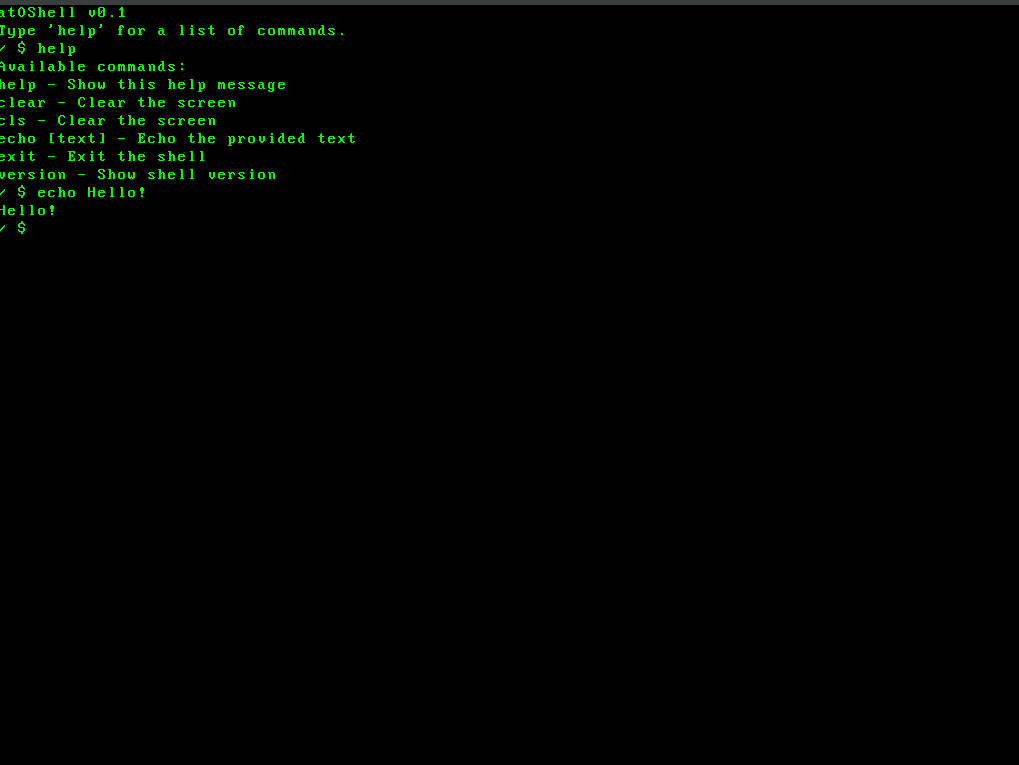 atOShell v0.1
Type 'help' for a list of commands.
/ $ help
Available commands:
help - Show this help message
clear - Clear the screen
cls - Clear the screen
echo [text] - Echo the provided text
exit - Exit the shell
version - Show shell version
/ $ echo Hello!
Hello!
/ $